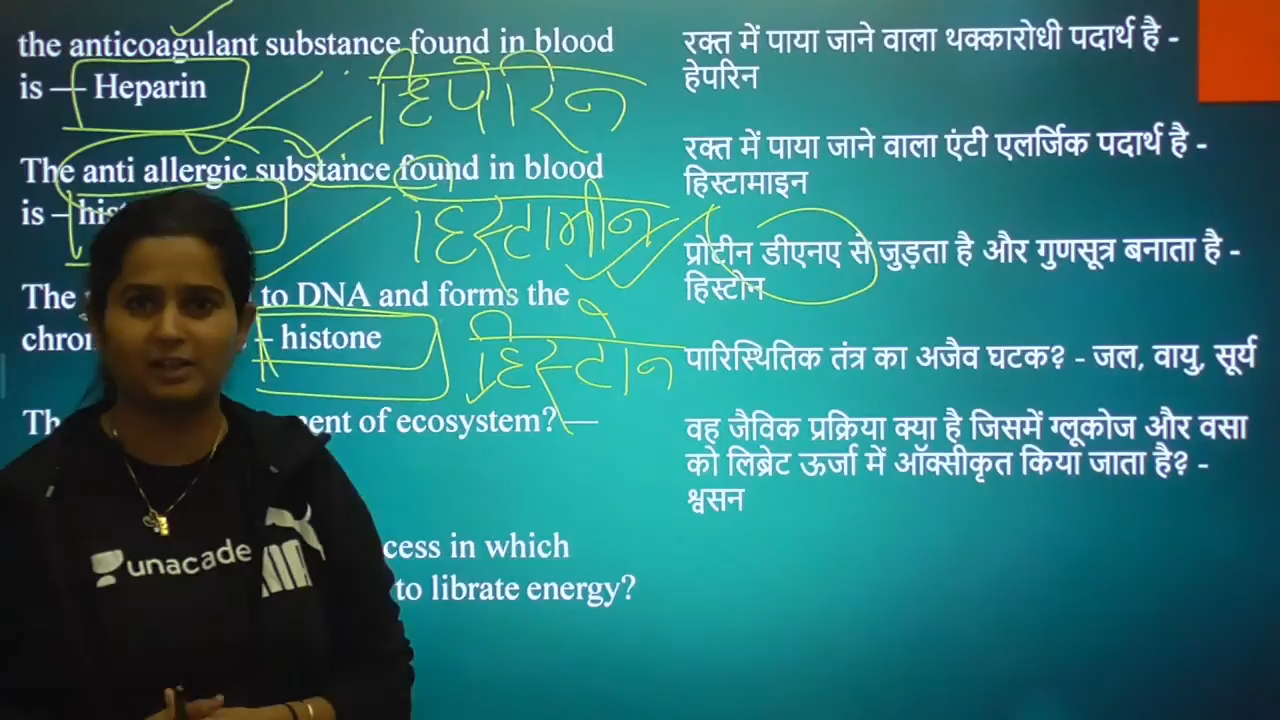 the anticoagulant substance found in blood
is — Heparin
हिपेरिन
The anti allergic substance found in blood
is – his
हिस्टामीन
The to DNA and forms the
chro – histone
हिस्टोन
Th ent of ecosystem? —
cess in which
to librate energy?
रक्त में पाया जाने वाला थक्कारोधी पदार्थ है -
हेपरिन
रक्त में पाया जाने वाला एंटी एलर्जिक पदार्थ है -
हिस्टामाइन
प्रोटीन डीएनए से जुड़ता है और गुणसूत्र बनाता है -
हिस्टोन
पारिस्थितिक तंत्र का अजैव घटक? - जल, वायु, सूर्य
वह जैविक प्रक्रिया क्या है जिसमें ग्लूकोज और वसा
को लिब्रेट ऊर्जा में ऑक्सीकृत किया जाता है? -
श्वसन
unacade